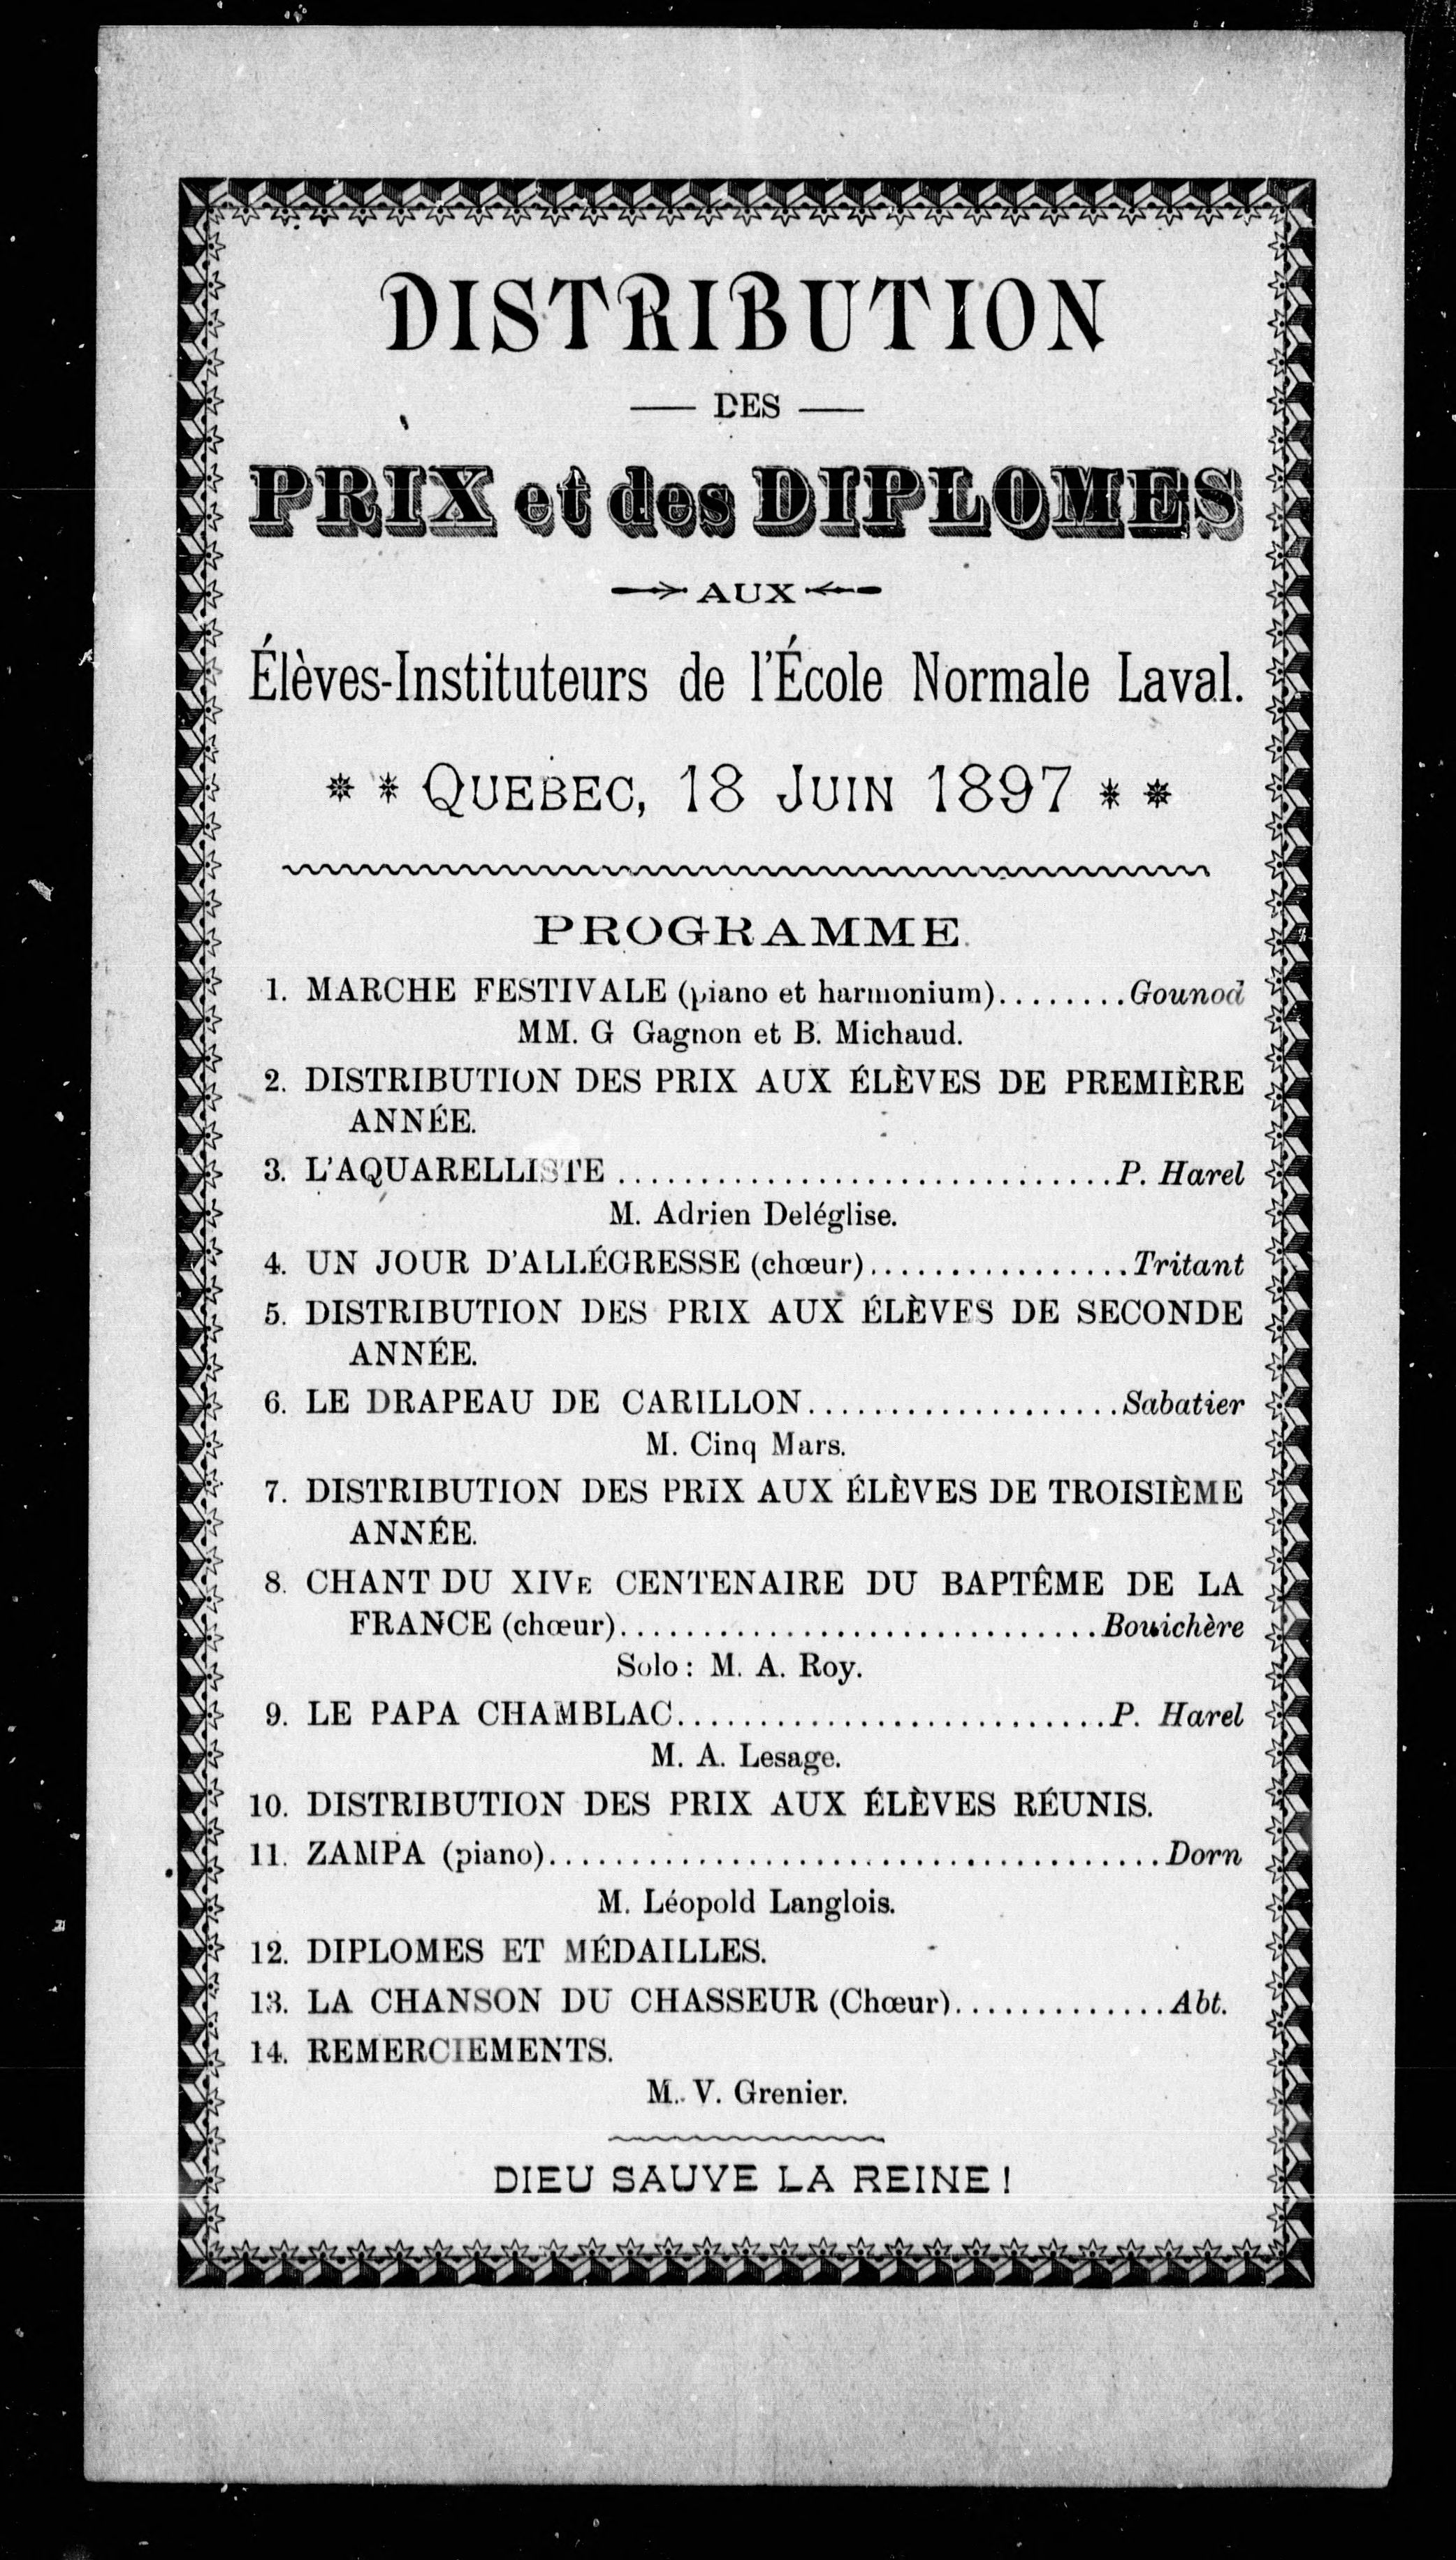 DISTRIBUTION
— DES —
PRIX et des DIPLOMES
AUX
Élèves-Instituteurs de l'École Normale Laval.
QUEBEC, 18 JUIN 1897
PROGRAMME.
1. MARCHE FESTIVALE (piano et harmonium)........Gounod
MM. G Gagnon et B. Michaud.
2. DISTRIBUTION DES PRIX AUX ÉLÈVES DE PREMIÈRE
ANNÉE.
3. L'AQUARELLISTE ...............................P. Harel
M. Adrien Deléglise.
4. UN JOUR D'ALLÉGRESSE (chœur)................Tritant
5. DISTRIBUTION DES PRIX AUX ÉLÈVES DE SECONDE
ANNÉE.
6. LE DRAPEAU DE CARILLON...................Sabatier
M. Cinq Mars.
7. DISTRIBUTION DES PRIX AUX ÉLÈVES DE TROISIÈME
ANNÉE.
8. CHANT DU XIVE CENTENAIRE DU BAPTÊME DE LA
FRANCE (chœur)..............................Bouichère
Solo : M. A. Roy.
9. LE PAPA CHAMBLAC...........................P. Harel
M. A. Lesage.
10. DISTRIBUTION DES PRIX AUX ÉLÈVES RÉUNIS.
11. ZAMPA (piano)......................................Dorn
M. Léopold Langlois.
12. DIPLOMES ET MÉDAILLES.
13. LA CHANSON DU CHASSEUR (Chœur).............Abt.
14. REMERCIEMENTS.
M. V. Grenier.
DIEU SAUVE LA REINE !